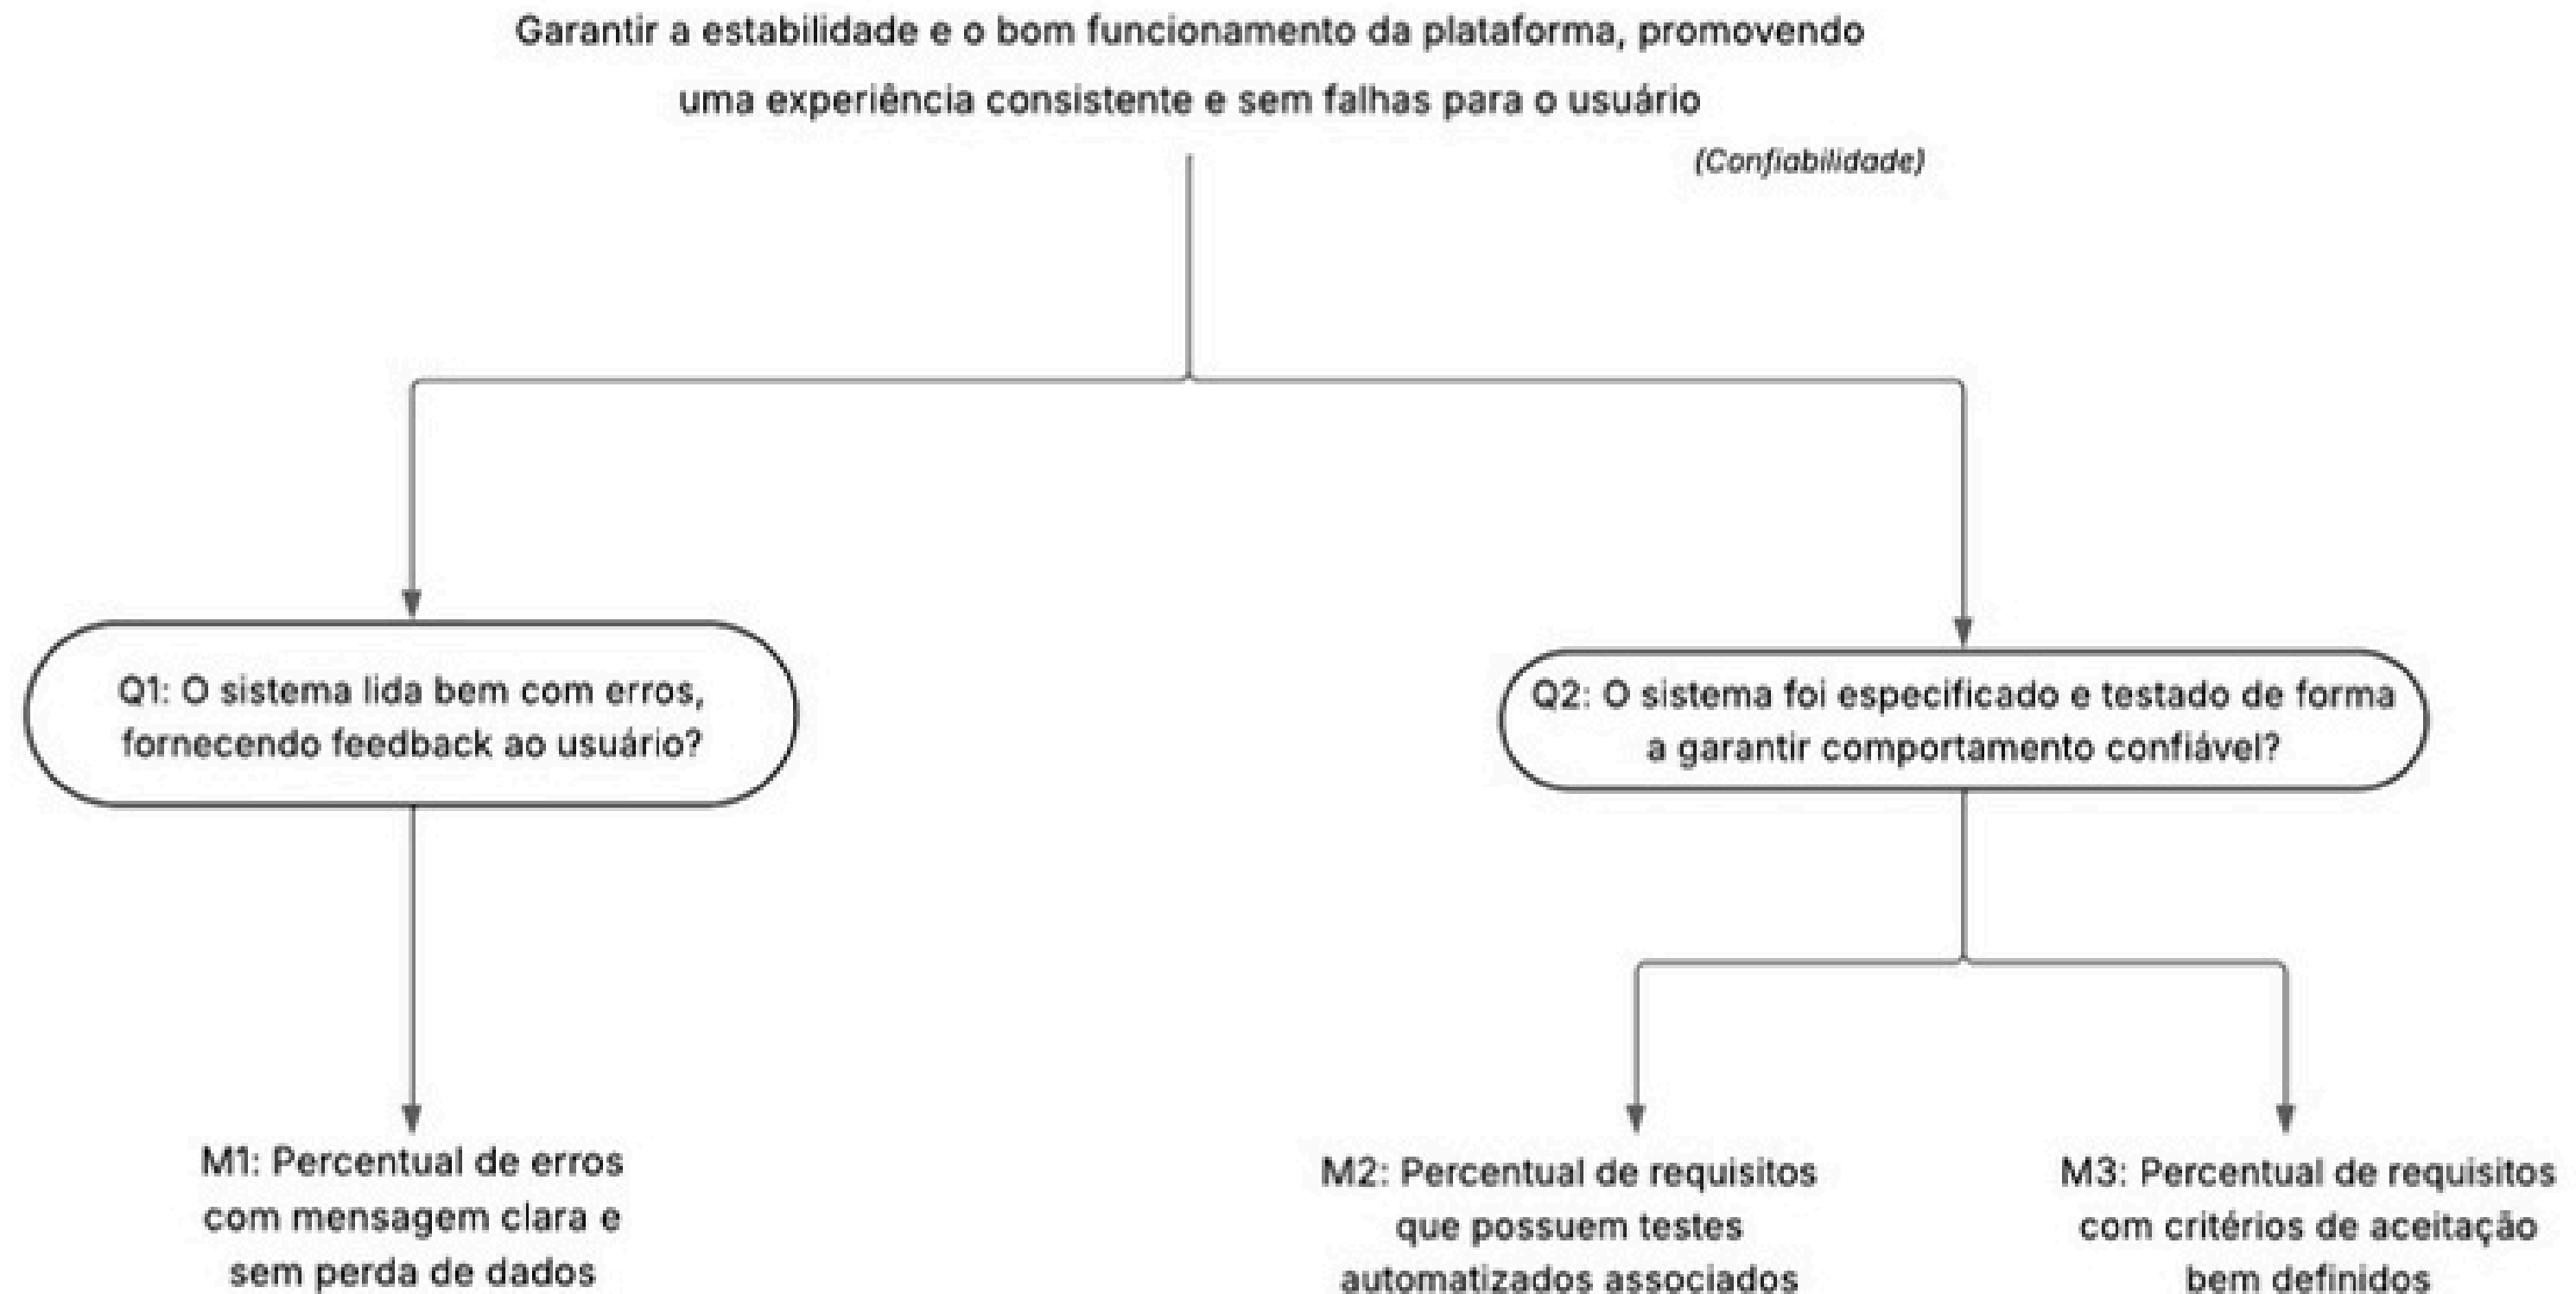 Garantir a estabilidade e o bom funcionamento da plataforma, promovendo
uma experiência consistente e sem falhas para o usuário
(Confiabilidade)
Q1: O sistema lida bem com erros,
fornecendo feedback ao usuário?
Q2: O sistema foi especificado e testado de forma
a garantir comportamento confiável?
M1: Percentual de erros
com mensagem clara e
sem perda de dados
M2: Percentual de requisitos
que possuem testes
automatizados associados
M3: Percentual de requisitos
com critérios de aceitação
bem definidos